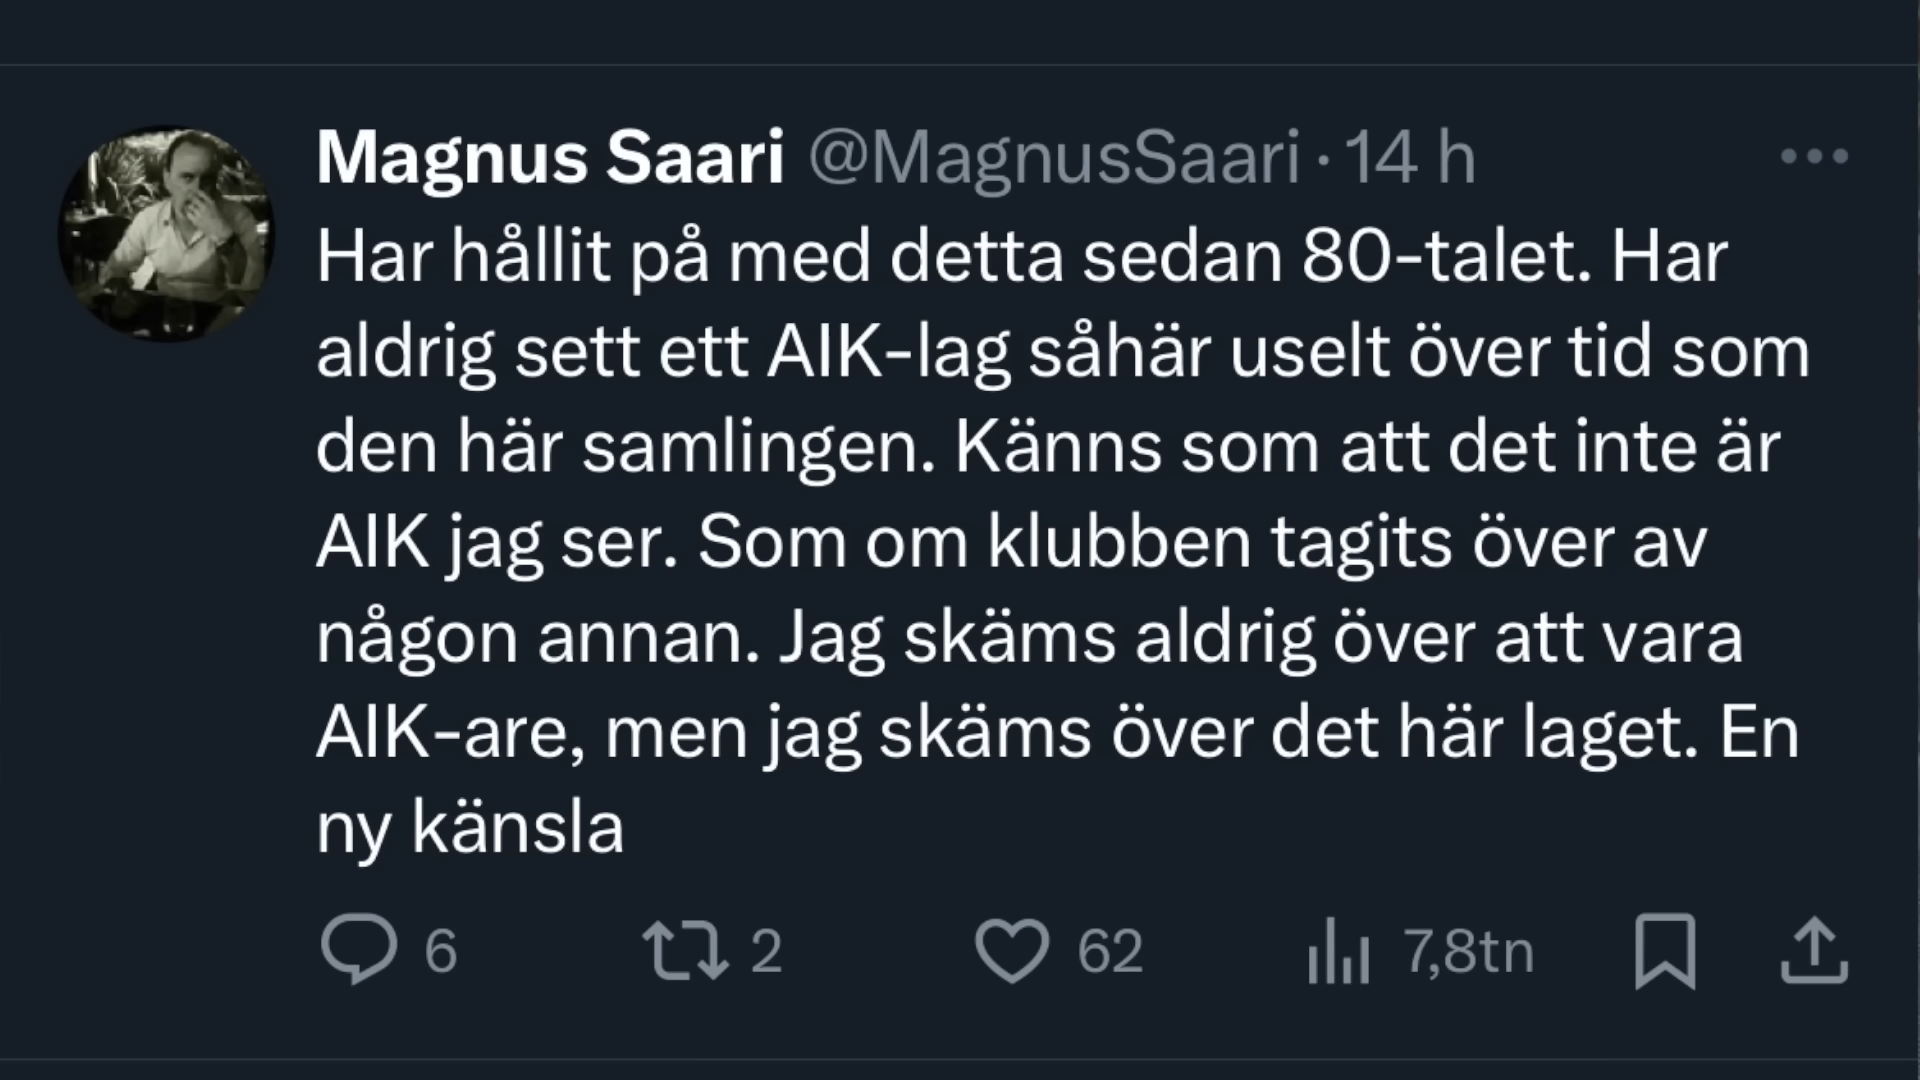 Magnus Saari @MagnusSaari · 14 h
Har hållit på med detta sedan 80-talet. Har
aldrig sett ett AIK-lag såhär uselt över tid som
den här samlingen. Känns som att det inte är
AIK jag ser. Som om klubben tagits över av
någon annan. Jag skäms aldrig över att vara
AIK-are, men jag skäms över det här laget. En
ny känsla
6 2 62 7,8tn